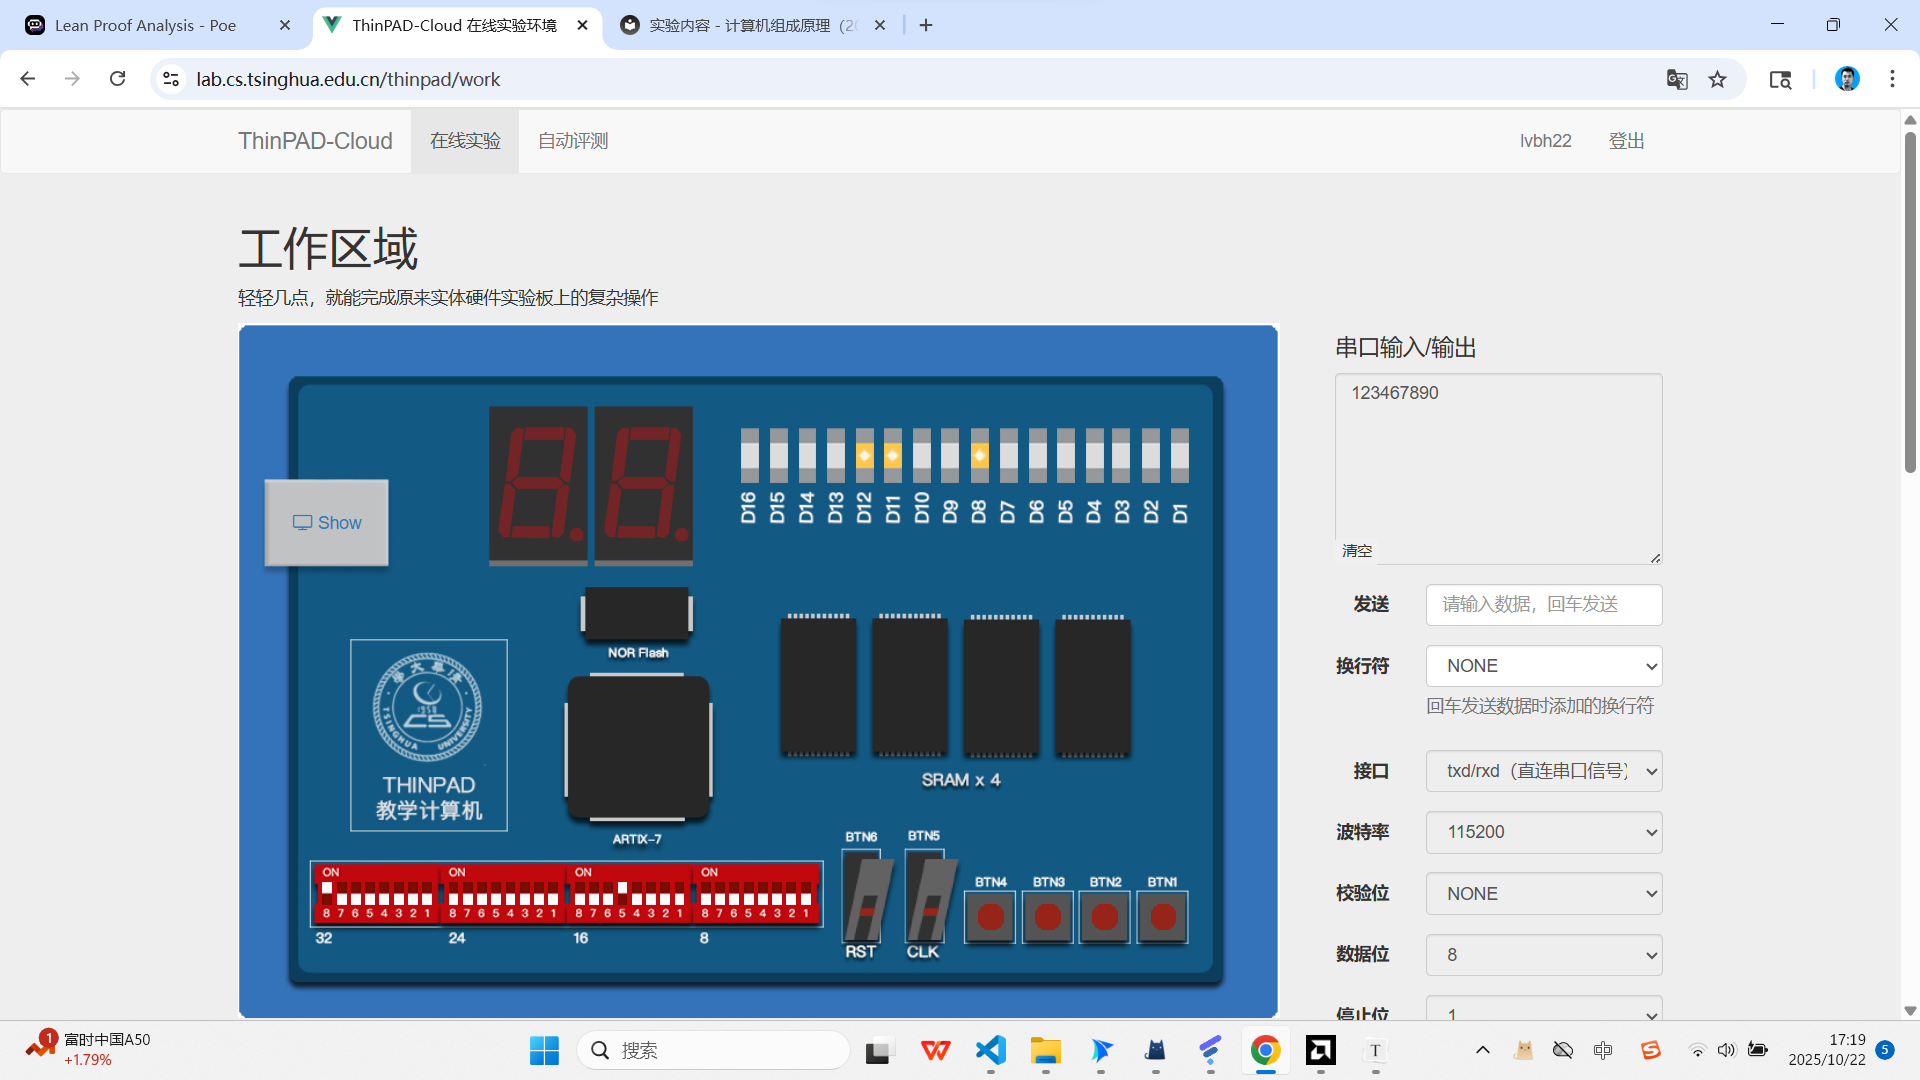 Lean Proof Analysis - Poe
ThinPAD-Cloud 在线实验环境
实验内容 - 计算机组成原理（20
lab.cs.tsinghua.edu.cn/thinpad/work
ThinPAD-Cloud
在线实验
自动评测
lvbh22
登出
工作区域
轻轻几点，就能完成原来实体硬件实验板上的复杂操作
Show
D16 D15 D14 D13 D12 D11 D10 D9 D8 D7 D6 D5 D4 D3 D2 D1
NOR Flash
1958
CS
TSINGHUA UNIVERSITY
THINPAD
教学计算机
ARTIX-7
SRAM x 4
BTN6 BTN5
BTN4 BTN3 BTN2 BTN1
ON ON ON ON
8 7 6 5 4 3 2 1 8 7 6 5 4 3 2 1 8 7 6 5 4 3 2 1 8 7 6 5 4 3 2 1
32 24 16 8
RST CLK
串口输入/输出
123467890
清空
发送
请输入数据，回车发送
换行符
NONE
回车发送数据时添加的换行符
接口
txd/rxd（直连串口信号）
波特率
115200
校验位
NONE
数据位
8
停止位
1
1
富时中国A50
+1.79%
搜索
T
中
17:19
2025/10/22
5